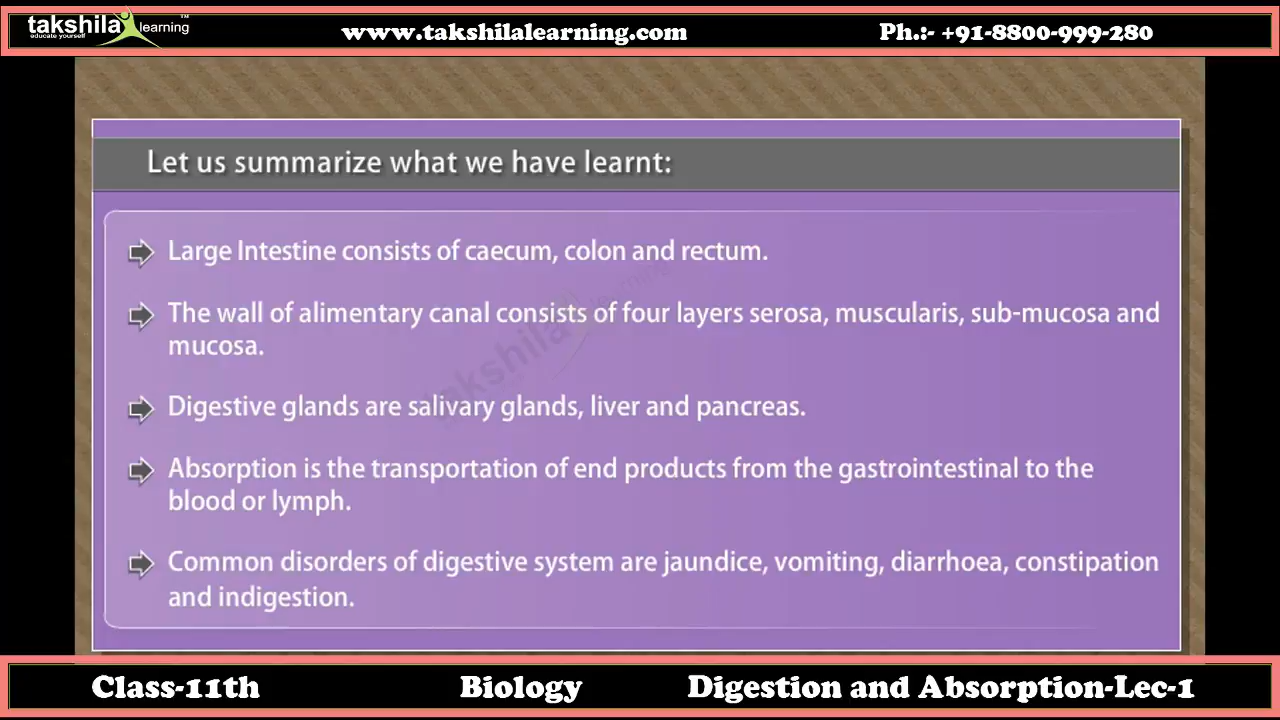 takshila learning TM
educate yourself
www.takshilalearning.com
Ph.:- +91-8800-999-280
Let us summarize what we have learnt:
Large Intestine consists of caecum, colon and rectum.
The wall of alimentary canal consists of four layers serosa, muscularis, sub-mucosa and
mucosa.
Digestive glands are salivary glands, liver and pancreas.
Absorption is the transportation of end products from the gastrointestinal to the
blood or lymph.
Common disorders of digestive system are jaundice, vomiting, diarrhoea, constipation
and indigestion.
takshila learning
Class-11th
Biology
Digestion and Absorption-Lec-1